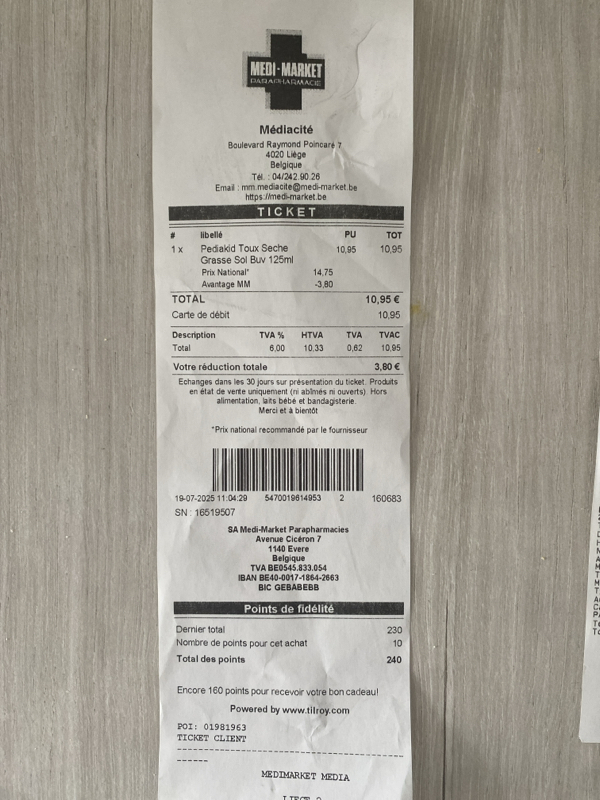 MEDI-MARKET
PARAPHARMACIE
Médiacité
Boulevard Raymond Poincaré 7
4020 Liège
Belgique
Tél. : 04/242.90.26
Email : mm.mediacite@medi-market.be
https://medi-market.be
TICKET
# libellé PU TOT
1 x Pediakid Toux Seche 10,95 10,95
Grasse Sol Buv 125ml
Prix National* 14,75
Avantage MM -3,80
TOTAL 10,95 €
Carte de débit 10,95
Description TVA % HTVA TVA TVAC
Total 6,00 10,33 0,62 10,95
Votre réduction totale 3,80 €
Echanges dans les 30 jours sur présentation du ticket. Produits
en état de vente uniquement (ni abîmés ni ouverts). Hors
alimentation, laits bébé et bandagisterie.
Merci et à bientôt
*Prix national recommandé par le fournisseur
19-07-2025 11:04:29 5470019614953 2 160683
SN : 16519507
SA Medi-Market Parapharmacies
Avenue Cicéron 7
1140 Evere
Belgique
TVA BE0545.833.054
IBAN BE40-0017-1864-2663
BIC GEBABEBB
Points de fidélité
Dernier total 230
Nombre de points pour cet achat 10
Total des points 240
Encore 160 points pour recevoir votre bon cadeau!
Powered by www.tilroy.com
POI: 01981963
TICKET CLIENT
MEDIMARKET MEDIA